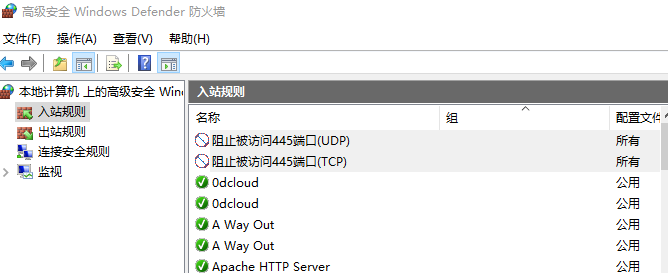 高级安全 Windows Defender 防火墙
文件(F) 操作(A) 查看(V) 帮助(H)
本地计算机 上的高级安全 Wind
入站规则
出站规则
连接安全规则
监视
入站规则
名称 组 配置文件
阻止被访问445端口(UDP) 所有
阻止被访问445端口(TCP) 所有
0dcloud 公用
0dcloud 公用
A Way Out 公用
A Way Out 公用
Apache HTTP Server 公用